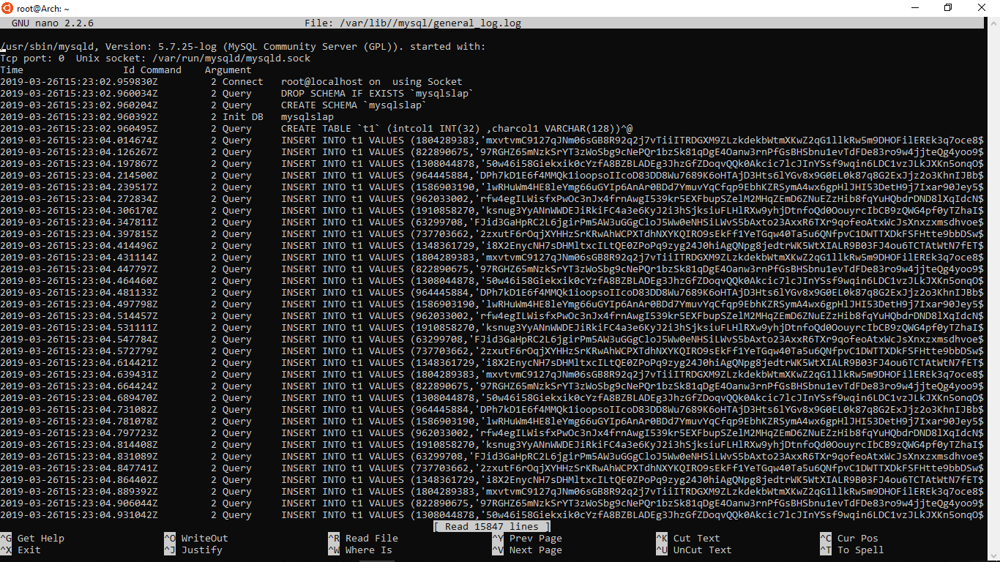 root@Arch: ~
GNU nano 2.2.6 File: /var/lib//mysql/general_log.log
/usr/sbin/mysqld, Version: 5.7.25-log (MySQL Community Server (GPL)). started with:
Tcp port: 0 Unix socket: /var/run/mysqld/mysqld.sock
Time Id Command Argument
2019-03-26T15:23:02.959830Z 2 Connect root@localhost on using Socket
2019-03-26T15:23:02.960034Z 2 Query DROP SCHEMA IF EXISTS `mysqlslap`
2019-03-26T15:23:02.960204Z 2 Query CREATE SCHEMA `mysqlslap`
2019-03-26T15:23:02.960392Z 2 Init DB mysqlslap
2019-03-26T15:23:02.960495Z 2 Query CREATE TABLE `t1` (intcol1 INT(32) ,charcol1 VARCHAR(128))^@
2019-03-26T15:23:04.014674Z 2 Query INSERT INTO t1 VALUES (1804289383,'mxvtvmC9127qJNm06sGB8R92q2j7vTiiITRDGXM9ZLzkdekbWtmXKwZ2qG1llkRw5m9DHOFilEREk3q7oce8$
2019-03-26T15:23:04.126267Z 2 Query INSERT INTO t1 VALUES (822890675,'97RGHZ65mNzkSrYT3zWoSbg9cNePQr1bzSk81qDgE4Oanw3rnPfGsBHSbnu1evTdFDe83ro9w4jjteQg4yoo9$
2019-03-26T15:23:04.197867Z 2 Query INSERT INTO t1 VALUES (1308044878,'50w46i58Giekxik0cYzfA8BZBLADEg3JhzGfZDoqvQQk0Akcic7lcJInYSsf9wqin6LDC1vzJLkJXKn5onqO$
2019-03-26T15:23:04.214500Z 2 Query INSERT INTO t1 VALUES (964445884,'DPh7kD1E6f4MMQk1ioopsoIIcoD83DD8Wu7689K6oHTAjD3Hts6lYGv8x9G0EL0k87q8G2ExJjz2o3KhnIJBb$
2019-03-26T15:23:04.239517Z 2 Query INSERT INTO t1 VALUES (1586903190,'lwRHuWm4HE8leYmg66uGYIp6AnAr0BDd7YmuvYqCfqp9EbhKZRSymA4wx6gpHlJHI53DetH9j7Ixar90Jey5$
2019-03-26T15:23:04.272834Z 2 Query INSERT INTO t1 VALUES (962033002,'rfw4egILWisfxPwOc3nJx4frnAwgI539kr5EXFbupSZelM2MHqZEmD6ZNuEZzHib8fqYuHQbdrDND8lXqIdcN$
2019-03-26T15:23:04.306170Z 2 Query INSERT INTO t1 VALUES (1910858270,'ksnug3YyANnWWDEJiRkiFC4a3e6KyJ2i3hSjksiuFLHlRXw9yhjDtnfoQd0OouyrcIbCB9zQWG4pf0yTZhaI$
2019-03-26T15:23:04.347811Z 2 Query INSERT INTO t1 VALUES (63299708,'FJid3GaHpRC2L6jgirPm5AW3uGGgCloJ5Ww0eNHSiLWvS5bAxto23AxxR6TXr9qofeoAtxWcJsXnxzxmsdhvoe$
2019-03-26T15:23:04.397815Z 2 Query INSERT INTO t1 VALUES (737703662,'2zxutF6rOqjXYHHzSrKRwAhWCPXTdhNXYKQIRO9sEkFf1YeTGqw40Ta5u6QNfpvC1DWTTXDkFSFHtte9bbDSw$
2019-03-26T15:23:04.414496Z 2 Query INSERT INTO t1 VALUES (1348361729,'i8X2EnycNH7sDHMltxcILtQE0ZPoPq9zyg24J0hiAgQNpg8jedtrWK5WtXIALR9B03FJ4ou6TCTAtWtN7fET$
2019-03-26T15:23:04.431114Z 2 Query INSERT INTO t1 VALUES (1804289383,'mxvtvmC9127qJNm06sGB8R92q2j7vTiiITRDGXM9ZLzkdekbWtmXKwZ2qG1llkRw5m9DHOFilEREk3q7oce8$
2019-03-26T15:23:04.447797Z 2 Query INSERT INTO t1 VALUES (822890675,'97RGHZ65mNzkSrYT3zWoSbg9cNePQr1bzSk81qDgE4Oanw3rnPfGsBHSbnu1evTdFDe83ro9w4jjteQg4yoo9$
2019-03-26T15:23:04.464460Z 2 Query INSERT INTO t1 VALUES (1308044878,'50w46i58Giekxik0cYzfA8BZBLADEg3JhzGfZDoqvQQk0Akcic7lcJInYSsf9wqin6LDC1vzJLkJXKn5onqO$
2019-03-26T15:23:04.481133Z 2 Query INSERT INTO t1 VALUES (964445884,'DPh7kD1E6f4MMQk1ioopsoIIcoD83DD8Wu7689K6oHTAjD3Hts6lYGv8x9G0EL0k87q8G2ExJjz2o3KhnIJBb$
2019-03-26T15:23:04.497798Z 2 Query INSERT INTO t1 VALUES (1586903190,'lwRHuWm4HE8leYmg66uGYIp6AnAr0BDd7YmuvYqCfqp9EbhKZRSymA4wx6gpHlJHI53DetH9j7Ixar90Jey5$
2019-03-26T15:23:04.514457Z 2 Query INSERT INTO t1 VALUES (962033002,'rfw4egILWisfxPwOc3nJx4frnAwgI539kr5EXFbupSZelM2MHqZEmD6ZNuEZzHib8fqYuHQbdrDND8lXqIdcN$
2019-03-26T15:23:04.531111Z 2 Query INSERT INTO t1 VALUES (1910858270,'ksnug3YyANnWWDEJiRkiFC4a3e6KyJ2i3hSjksiuFLHlRXw9yhjDtnfoQd0OouyrcIbCB9zQWG4pf0yTZhaI$
2019-03-26T15:23:04.547784Z 2 Query INSERT INTO t1 VALUES (63299708,'FJid3GaHpRC2L6jgirPm5AW3uGGgCloJ5Ww0eNHSiLWvS5bAxto23AxxR6TXr9qofeoAtxWcJsXnxzxmsdhvoe$
2019-03-26T15:23:04.572779Z 2 Query INSERT INTO t1 VALUES (737703662,'2zxutF6rOqjXYHHzSrKRwAhWCPXTdhNXYKQIRO9sEkFf1YeTGqw40Ta5u6QNfpvC1DWTTXDkFSFHtte9bbDSw$
2019-03-26T15:23:04.614421Z 2 Query INSERT INTO t1 VALUES (1348361729,'i8X2EnycNH7sDHMltxcILtQE0ZPoPq9zyg24J0hiAgQNpg8jedtrWK5WtXIALR9B03FJ4ou6TCTAtWtN7fET$
2019-03-26T15:23:04.639431Z 2 Query INSERT INTO t1 VALUES (1804289383,'mxvtvmC9127qJNm06sGB8R92q2j7vTiiITRDGXM9ZLzkdekbWtmXKwZ2qG1llkRw5m9DHOFilEREk3q7oce8$
2019-03-26T15:23:04.664424Z 2 Query INSERT INTO t1 VALUES (822890675,'97RGHZ65mNzkSrYT3zWoSbg9cNePQr1bzSk81qDgE4Oanw3rnPfGsBHSbnu1evTdFDe83ro9w4jjteQg4yoo9$
2019-03-26T15:23:04.689470Z 2 Query INSERT INTO t1 VALUES (1308044878,'50w46i58Giekxik0cYzfA8BZBLADEg3JhzGfZDoqvQQk0Akcic7lcJInYSsf9wqin6LDC1vzJLkJXKn5onqO$
2019-03-26T15:23:04.731082Z 2 Query INSERT INTO t1 VALUES (964445884,'DPh7kD1E6f4MMQk1ioopsoIIcoD83DD8Wu7689K6oHTAjD3Hts6lYGv8x9G0EL0k87q8G2ExJjz2o3KhnIJBb$
2019-03-26T15:23:04.781078Z 2 Query INSERT INTO t1 VALUES (1586903190,'lwRHuWm4HE8leYmg66uGYIp6AnAr0BDd7YmuvYqCfqp9EbhKZRSymA4wx6gpHlJHI53DetH9j7Ixar90Jey5$
2019-03-26T15:23:04.797723Z 2 Query INSERT INTO t1 VALUES (962033002,'rfw4egILWisfxPwOc3nJx4frnAwgI539kr5EXFbupSZelM2MHqZEmD6ZNuEZzHib8fqYuHQbdrDND8lXqIdcN$
2019-03-26T15:23:04.814408Z 2 Query INSERT INTO t1 VALUES (1910858270,'ksnug3YyANnWWDEJiRkiFC4a3e6KyJ2i3hSjksiuFLHlRXw9yhjDtnfoQd0OouyrcIbCB9zQWG4pf0yTZhaI$
2019-03-26T15:23:04.831089Z 2 Query INSERT INTO t1 VALUES (63299708,'FJid3GaHpRC2L6jgirPm5AW3uGGgCloJ5Ww0eNHSiLWvS5bAxto23AxxR6TXr9qofeoAtxWcJsXnxzxmsdhvoe$
2019-03-26T15:23:04.847741Z 2 Query INSERT INTO t1 VALUES (737703662,'2zxutF6rOqjXYHHzSrKRwAhWCPXTdhNXYKQIRO9sEkFf1YeTGqw40Ta5u6QNfpvC1DWTTXDkFSFHtte9bbDSw$
2019-03-26T15:23:04.864402Z 2 Query INSERT INTO t1 VALUES (1348361729,'i8X2EnycNH7sDHMltxcILtQE0ZPoPq9zyg24J0hiAgQNpg8jedtrWK5WtXIALR9B03FJ4ou6TCTAtWtN7fET$
2019-03-26T15:23:04.889392Z 2 Query INSERT INTO t1 VALUES (1804289383,'mxvtvmC9127qJNm06sGB8R92q2j7vTiiITRDGXM9ZLzkdekbWtmXKwZ2qG1llkRw5m9DHOFilEREk3q7oce8$
2019-03-26T15:23:04.906044Z 2 Query INSERT INTO t1 VALUES (822890675,'97RGHZ65mNzkSrYT3zWoSbg9cNePQr1bzSk81qDgE4Oanw3rnPfGsBHSbnu1evTdFDe83ro9w4jjteQg4yoo9$
2019-03-26T15:23:04.931042Z 2 Query INSERT INTO t1 VALUES (1308044878,'50w46i58Giekxik0cYzfA8BZBLADEg3JhzGfZDoqvQQk0Akcic7lcJInYSsf9wqin6LDC1vzJLkJXKn5onqO$
[ Read 15847 lines ]
^G Get Help ^O WriteOut ^R Read File ^Y Prev Page ^K Cut Text ^C Cur Pos
^X Exit ^J Justify ^W Where Is ^V Next Page ^U UnCut Text ^T To Spell